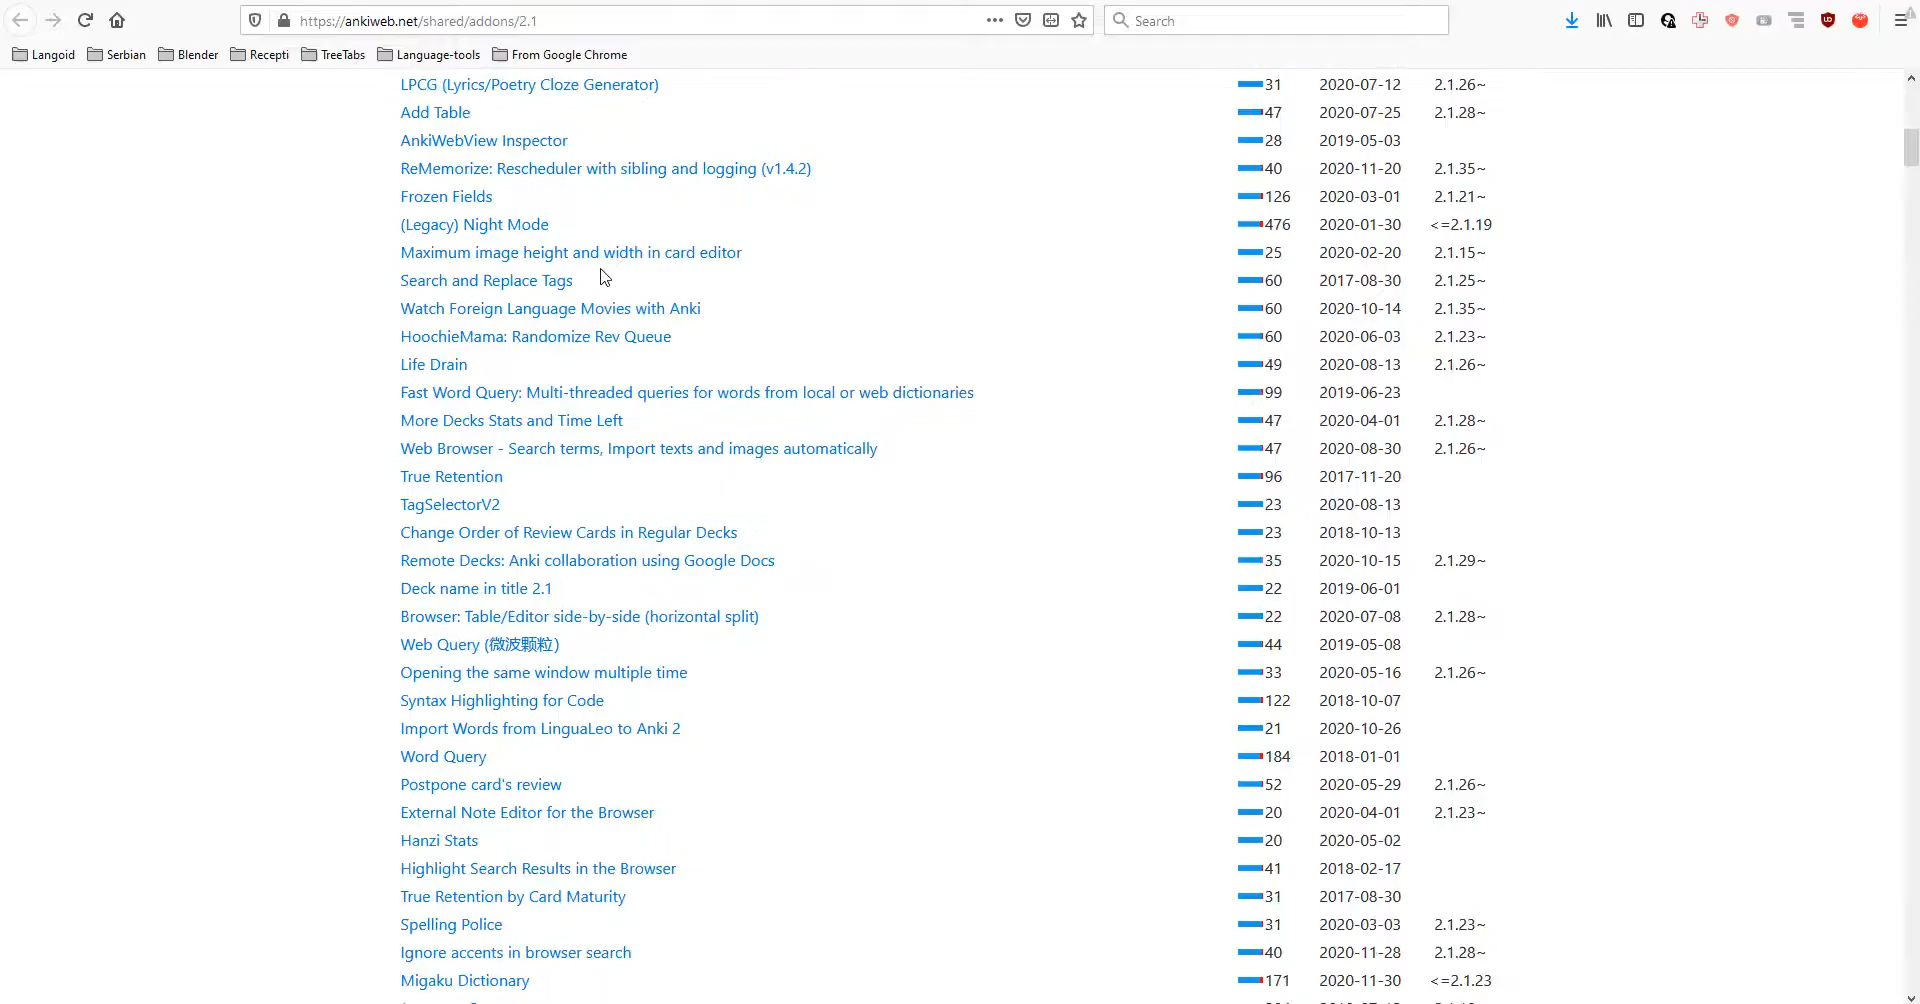 https://ankiweb.net/shared/addons/2.1
Search
Langoid Serbian Blender Recepti TreeTabs Language-tools From Google Chrome
LPCG (Lyrics/Poetry Cloze Generator) 31 2020-07-12 2.1.26~
Add Table 47 2020-07-25 2.1.28~
AnkiWebView Inspector 28 2019-05-03
ReMemorize: Rescheduler with sibling and logging (v1.4.2) 40 2020-11-20 2.1.35~
Frozen Fields 126 2020-03-01 2.1.21~
(Legacy) Night Mode 476 2020-01-30 <=2.1.19
Maximum image height and width in card editor 25 2020-02-20 2.1.15~
Search and Replace Tags 60 2017-08-30 2.1.25~
Watch Foreign Language Movies with Anki 60 2020-10-14 2.1.35~
HoochieMama: Randomize Rev Queue 60 2020-06-03 2.1.23~
Life Drain 49 2020-08-13 2.1.26~
Fast Word Query: Multi-threaded queries for words from local or web dictionaries 99 2019-06-23
More Decks Stats and Time Left 47 2020-04-01 2.1.28~
Web Browser - Search terms, Import texts and images automatically 47 2020-08-30 2.1.26~
True Retention 96 2017-11-20
TagSelectorV2 23 2020-08-13
Change Order of Review Cards in Regular Decks 23 2018-10-13
Remote Decks: Anki collaboration using Google Docs 35 2020-10-15 2.1.29~
Deck name in title 2.1 22 2019-06-01
Browser: Table/Editor side-by-side (horizontal split) 22 2020-07-08 2.1.28~
Web Query (微波颗粒) 44 2019-05-08
Opening the same window multiple time 33 2020-05-16 2.1.26~
Syntax Highlighting for Code 122 2018-10-07
Import Words from LinguaLeo to Anki 2 21 2020-10-26
Word Query 184 2018-01-01
Postpone card's review 52 2020-05-29 2.1.26~
External Note Editor for the Browser 20 2020-04-01 2.1.23~
Hanzi Stats 20 2020-05-02
Highlight Search Results in the Browser 41 2018-02-17
True Retention by Card Maturity 31 2017-08-30
Spelling Police 31 2020-03-03 2.1.23~
Ignore accents in browser search 40 2020-11-28 2.1.28~
Migaku Dictionary 171 2020-11-30 <=2.1.23